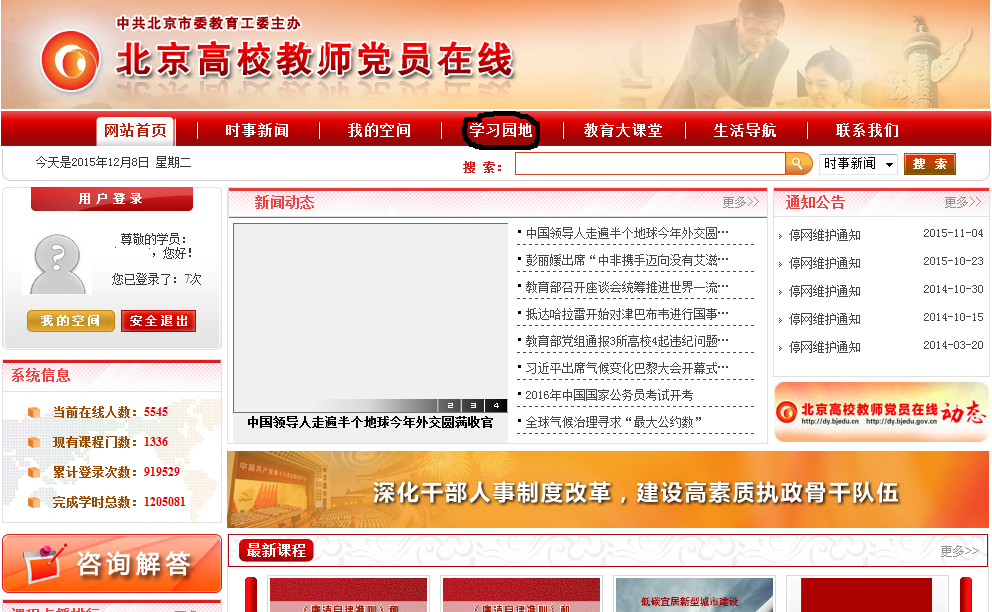 中共北京市委教育工委主办
北京高校教师党员在线
网站首页 时事新闻 我的空间 学习园地 教育大课堂 生活导航 联系我们
今天是2015年12月8日 星期二
搜 索： 时事新闻 搜 索
用户登录
尊敬的学员：
，您好！
您已登录了：7次
我的空间 安全退出
系统信息
当前在线人数：5545
现有课程门数：1336
累计登录次数：919529
完成学时总数：1205081
咨询解答
新闻动态 更多>>
2 3 4
中国领导人走遍半个地球今年外交圆满收官
中国领导人走遍半个地球今年外交圆…
彭丽媛出席“中非携手迈向没有艾滋…
教育部召开座谈会统筹推进世界一流…
抵达哈拉雷开始对津巴布韦进行国事…
教育部党组通报3所高校4起违纪问题…
习近平出席气候变化巴黎大会开幕式…
2016年中国国家公务员考试开考
全球气候治理寻求“最大公约数”
通知公告 更多>>
停网维护通知 2015-11-04
停网维护通知 2015-10-23
停网维护通知 2014-10-30
停网维护通知 2014-10-15
停网维护通知 2014-03-20
北京高校教师党员在线 动态
http://dy.bjedu.cn http://dy.bjedu.gov.cn
中国共产党第十
深化干部人事制度改革，建设高素质执政骨干队伍
最新课程 更多>>
《廉洁自律准则》和
《廉洁自律准则》和
低碳宜居新型城市建设